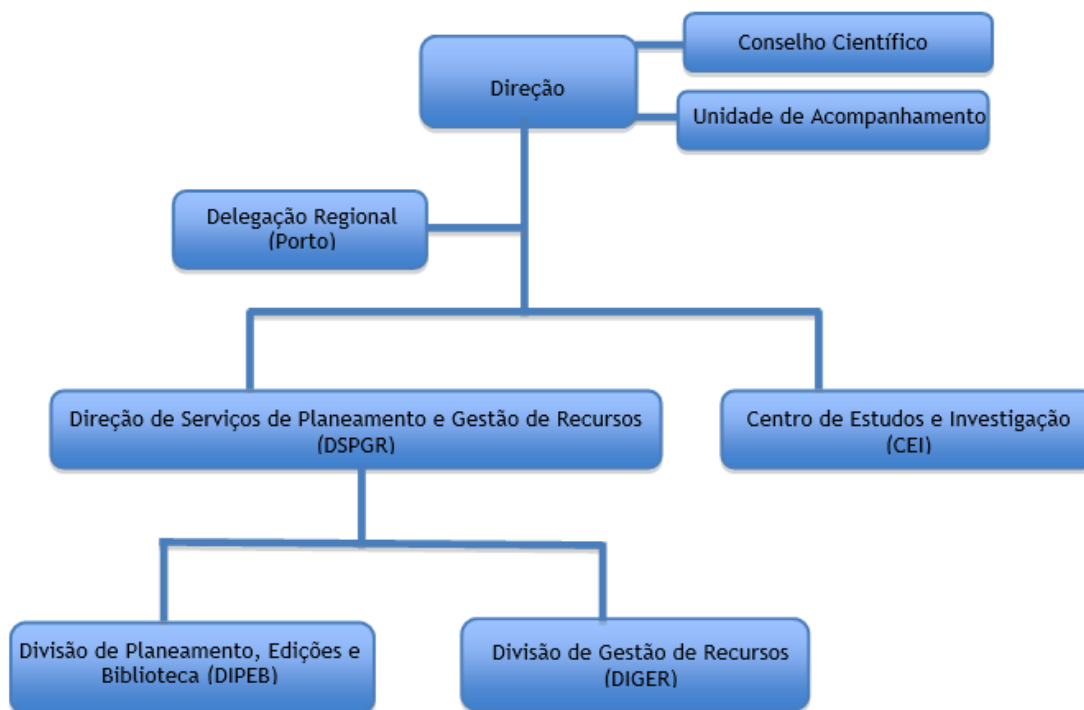 Conselho Científico
Direção
Unidade de Acompanhamento
Delegação Regional
(Porto)
Direção de Serviços de Planeamento e Gestão de Recursos
(DSPGR)
Centro de Estudos e Investigação
(CEI)
Divisão de Planeamento, Edições e
Biblioteca (DIPEB)
Divisão de Gestão de Recursos
(DIGER)